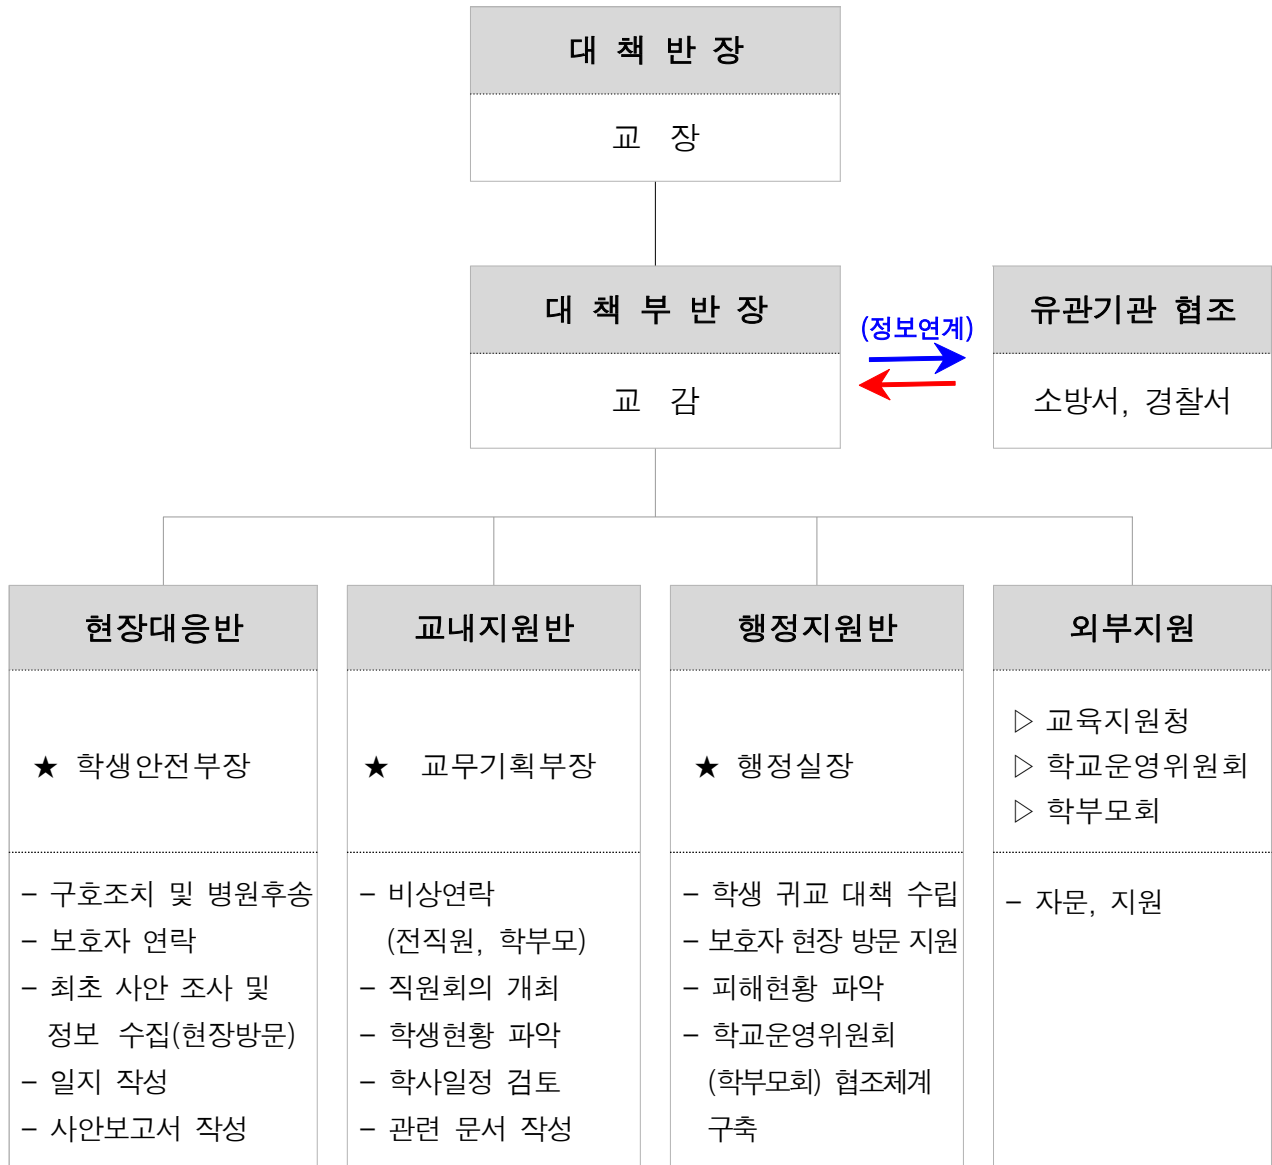 대 책 반 장
교 장
대 책 부 반 장
교 감
(정보연계)
유관기관 협조
소방서, 경찰서
현장대응반
★ 학생안전부장
- 구호조치 및 병원후송
- 보호자 연락
- 최초 사안 조사 및
정보 수집(현장방문)
- 일지 작성
- 사안보고서 작성
교내지원반
★ 교무기획부장
- 비상연락
(전직원, 학부모)
- 직원회의 개최
- 학생현황 파악
- 학사일정 검토
- 관련 문서 작성
행정지원반
★ 행정실장
- 학생 귀교 대책 수립
- 보호자 현장 방문 지원
- 피해현황 파악
- 학교운영위원회
(학부모회) 협조체계
구축
외부지원
▷ 교육지원청
▷ 학교운영위원회
▷ 학부모회
- 자문, 지원